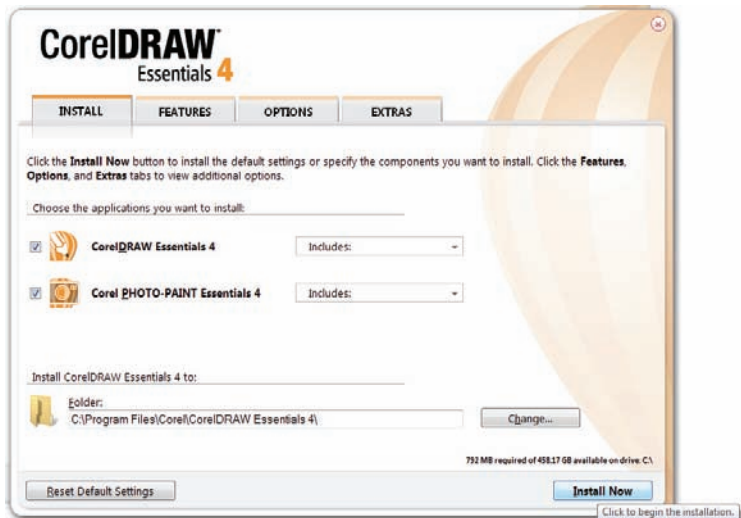 CorelDRAW
Essentials 4
INSTALL FEATURES OPTIONS EXTRAS
Click the Install Now button to install the default settings or specify the components you want to install. Click the Features,
Options, and Extras tabs to view additional options.
Choose the applications you want to install:
CorelDRAW Essentials 4 Includes:
Corel PHOTO-PAINT Essentials 4 Includes:
Install CorelDRAW Essentials 4 to:
Folder:
C:\Program Files\Corel\CorelDRAW Essentials 4\ Change...
792 MB required of 458.17 GB available on drive: C:\
Reset Default Settings Install Now
Click to begin the installation.